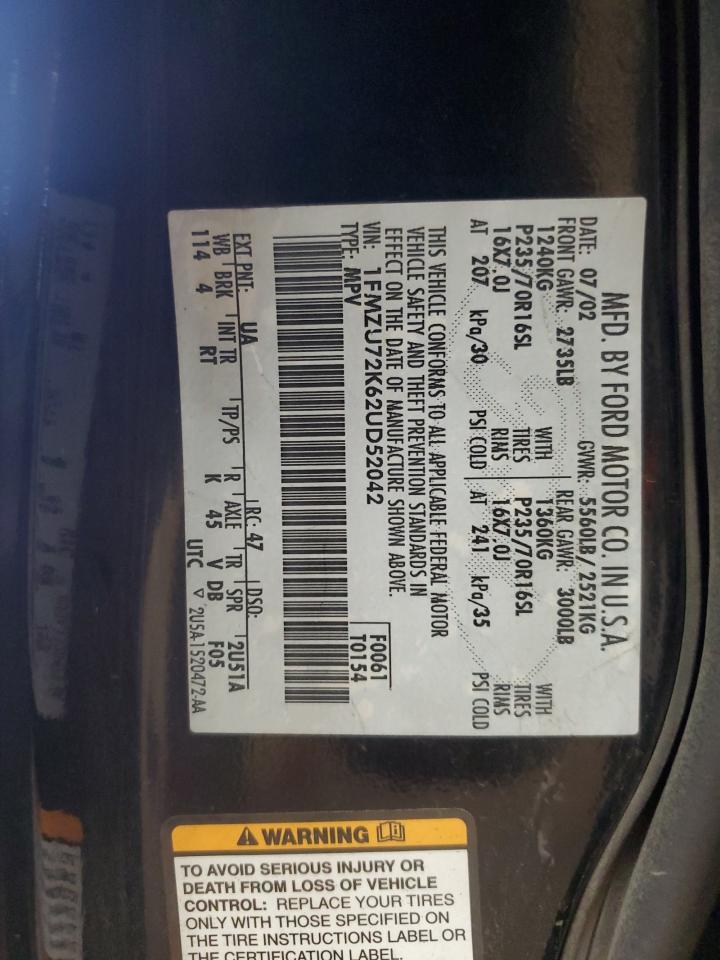 MFD. BY FORD MOTOR CO. IN U.S.A.
DATE: 07/02 GVWR: 5560LB/2521KG
FRONT GAWR: 2735LB REAR GAWR: 3000LB
1240KG WITH 1360KG WITH
P235/70R16SL TIRES P235/70R16SL TIRES
16X7.0J RIMS 16X7.0J RIMS
AT 207 kPa/30 PSI COLD AT 241 kPa/35 PSI COLD
THIS VEHICLE CONFORMS TO ALL APPLICABLE FEDERAL MOTOR
VEHICLE SAFETY AND THEFT PREVENTION STANDARDS IN
EFFECT ON THE DATE OF MANUFACTURE SHOWN ABOVE.
VIN: 1FMZU72K62UD52042 F0061
TYPE: MPV T0154
EXT PNT: UA RC: 47 DSO:
WB BRK INT TR TP/PS R AXLE TR SPR 2U51A
114 4 RT K 45 V DB F05
UTC ▽ 2U5A-1520472-AA
⚠ WARNING
TO AVOID SERIOUS INJURY OR
DEATH FROM LOSS OF VEHICLE
CONTROL: REPLACE YOUR TIRES
ONLY WITH THOSE SPECIFIED ON
THE TIRE INSTRUCTIONS LABEL OR
THE CERTIFICATION LABEL.